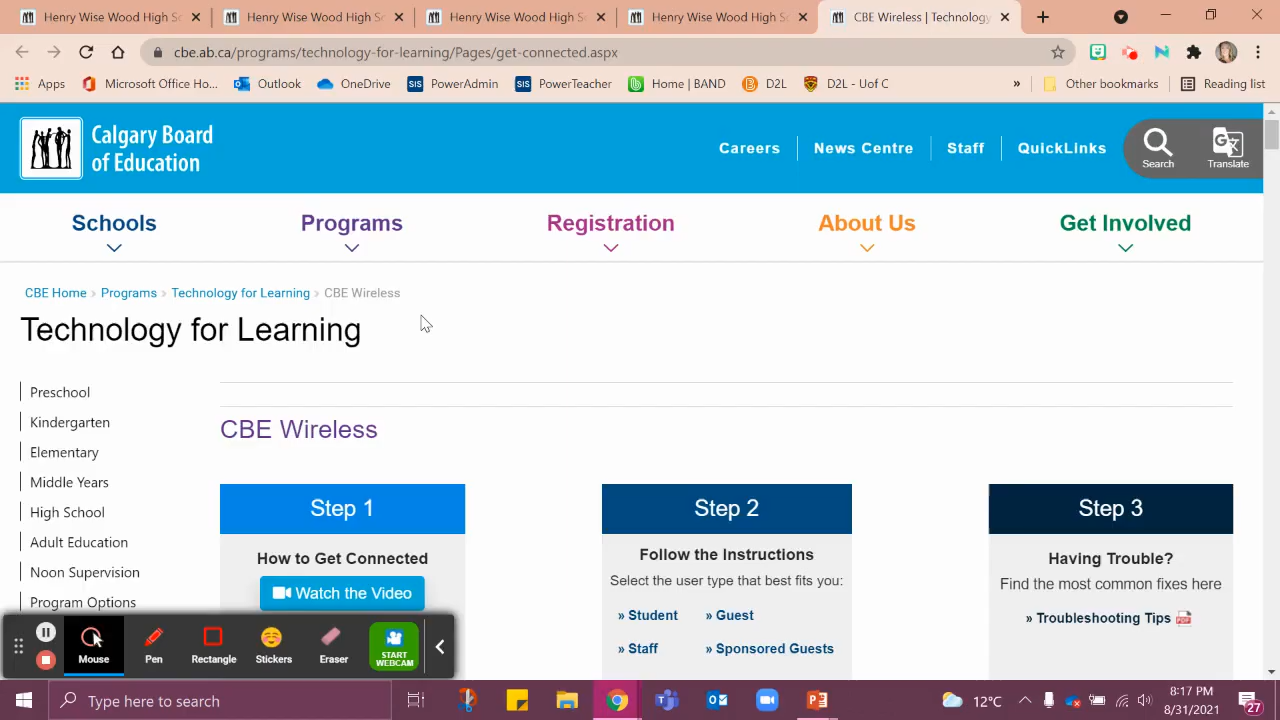 Henry Wise Wood High S
Henry Wise Wood High S
Henry Wise Wood High S
Henry Wise Wood High S
CBE Wireless | Technology
cbe.ab.ca/programs/technology-for-learning/Pages/get-connected.aspx
Apps
Microsoft Office Ho
Outlook
OneDrive
SIS PowerAdmin
SIS PowerTeacher
Home | BAND
D2L
D2L - Uof C
»
Other bookmarks
Reading list
Calgary Board
of Education
Careers
News Centre
Staff
QuickLinks
Search
Translate
Schools
Programs
Registration
About Us
Get Involved
CBE Home › Programs › Technology for Learning › CBE Wireless
Technology for Learning
Preschool
Kindergarten
Elementary
Middle Years
High School
Adult Education
Noon Supervision
Program Options
CBE Wireless
Step 1
How to Get Connected
Watch the Video
Step 2
Follow the Instructions
Select the user type that best fits you:
» Student » Guest
» Staff » Sponsored Guests
Step 3
Having Trouble?
Find the most common fixes here
» Troubleshooting Tips PDF
Mouse
Pen
Rectangle
Stickers
Eraser
START
WEBCAM
Type here to search
12°C
8:17 PM
8/31/2021
27